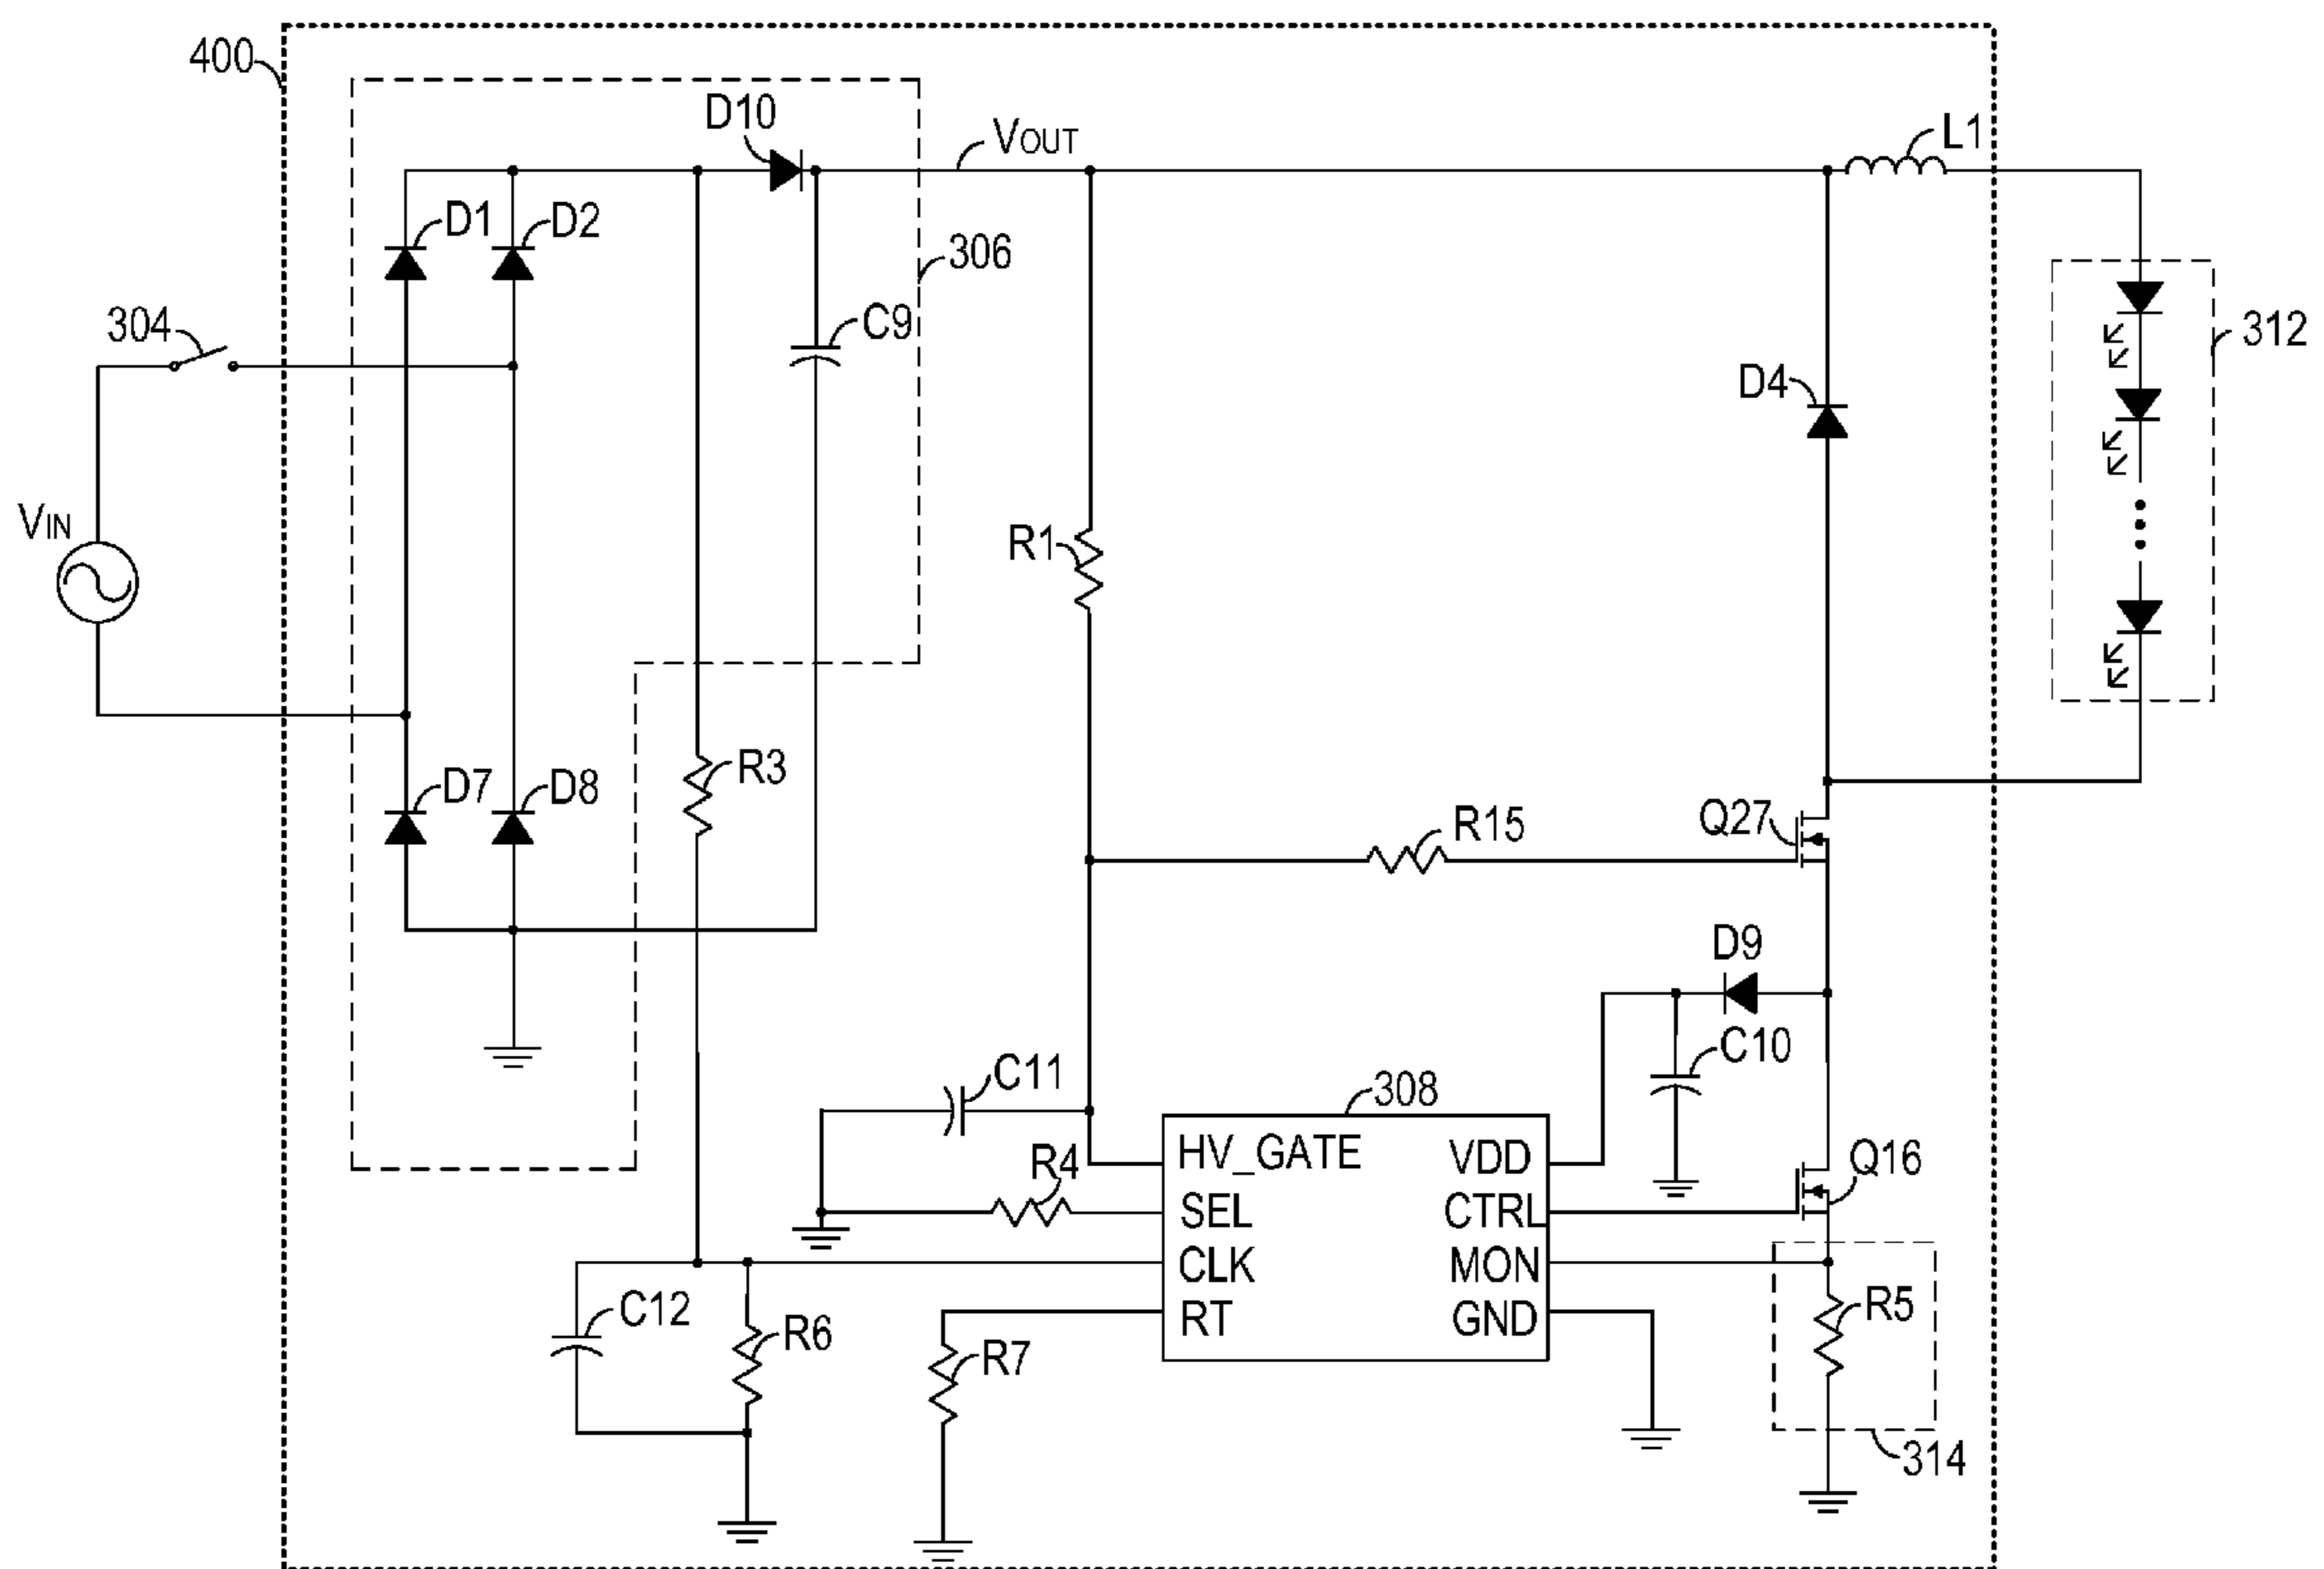 400
D10
VOUT
L1
D1
D2
306
304
C9
312
D4
VIN
R1
R3
D7
D8
R15
Q27
D9
C10
C11
308
R4
HV_GATE
VDD
Q16
SEL
CTRL
CLK
MON
C12
R6
RT
GND
R5
R7
314